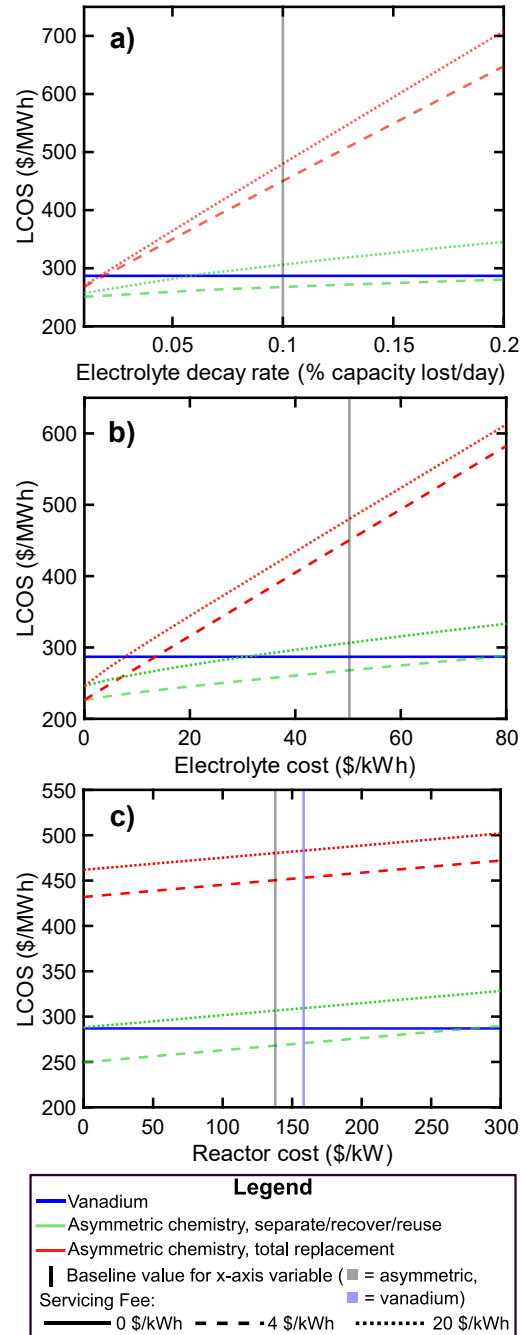 a)
700
600
500
400
300
200
LCOS ($/MWh)
0.05 0.1 0.15 0.2
Electrolyte decay rate (% capacity lost/day)
b)
600
500
400
300
200
LCOS ($/MWh)
0 20 40 60 80
Electrolyte cost ($/kWh)
c)
550
500
450
400
350
300
250
200
LCOS ($/MWh)
0 50 100 150 200 250 300
Reactor cost ($/kW)
Legend
Vanadium
Asymmetric chemistry, separate/recover/reuse
Asymmetric chemistry, total replacement
Baseline value for x-axis variable ( = asymmetric,
Servicing Fee: = vanadium)
0 $/kWh 4 $/kWh 20 $/kWh